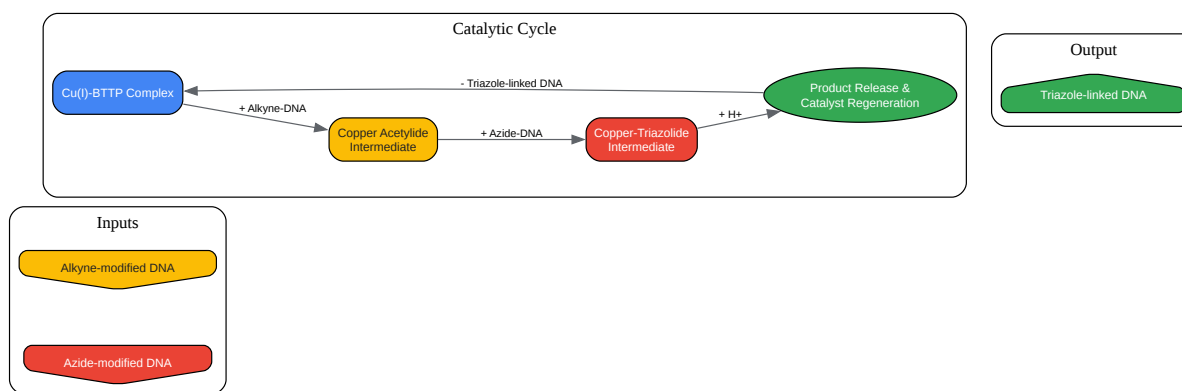 Catalytic Cycle
Output
- Triazole-linked DNA
Product Release &
Catalyst Regeneration
Cu(I)-BTTP Complex
Triazole-linked DNA
+ Alkyne-DNA
+ H+
Copper Acetylide
Intermediate
+ Azide-DNA
Copper-Triazolide
Intermediate
Inputs
Alkyne-modified DNA
Azide-modified DNA